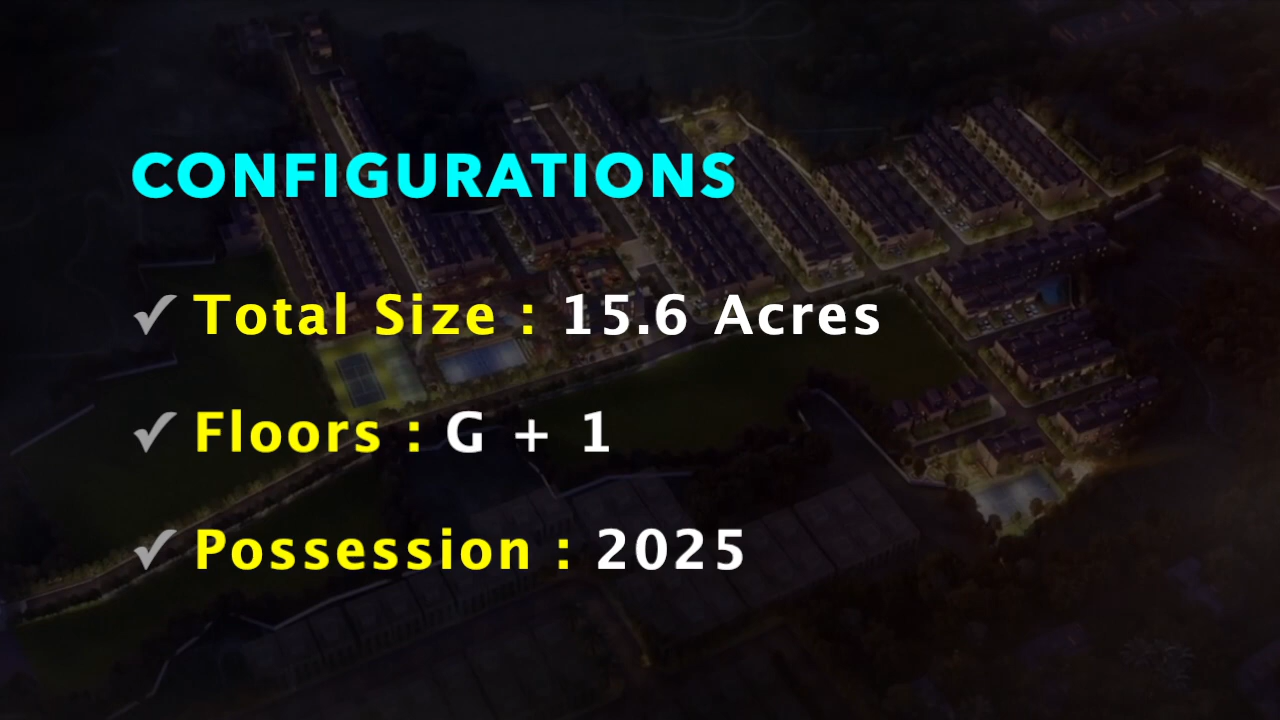 CONFIGURATIONS
✓ Total Size : 15.6 Acres
✓ Floors : G + 1
✓ Possession : 2025